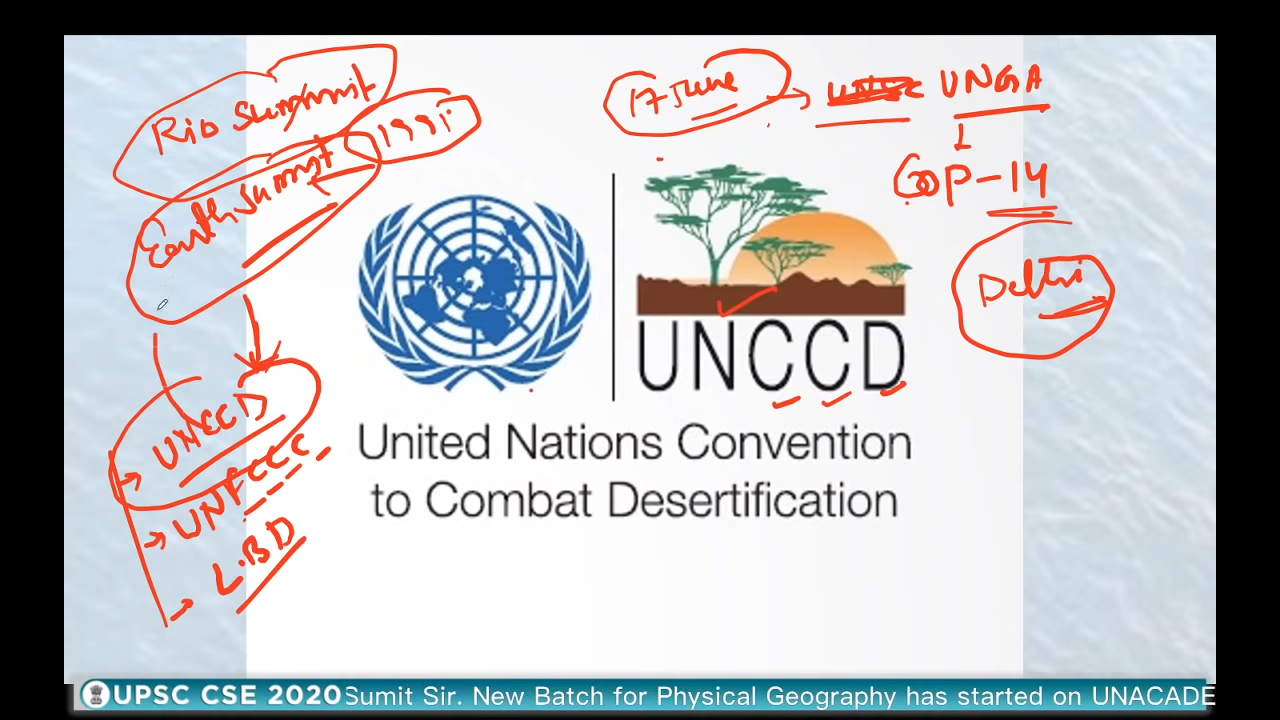 Rio Summit
Earth Summit
17 June → UNGA
COP-14
Delhi
UNCCD
United Nations Convention
to Combat Desertification
→ UNCCD
→ UNFCCC
→ CBD
UPSC CSE 2020 Sumit Sir. New Batch for Physical Geography has started on UNACADE